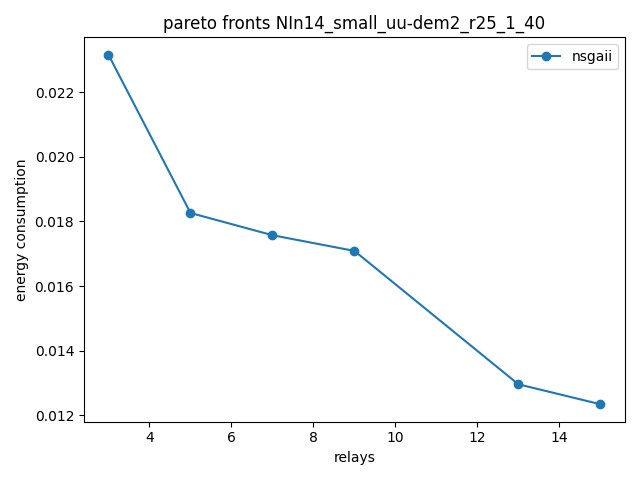 pareto fronts NIn14_small_uu-dem2_r25_1_40
nsgaii
energy consumption
0.022
0.020
0.018
0.016
0.014
0.012
4 6 8 10 12 14
relays